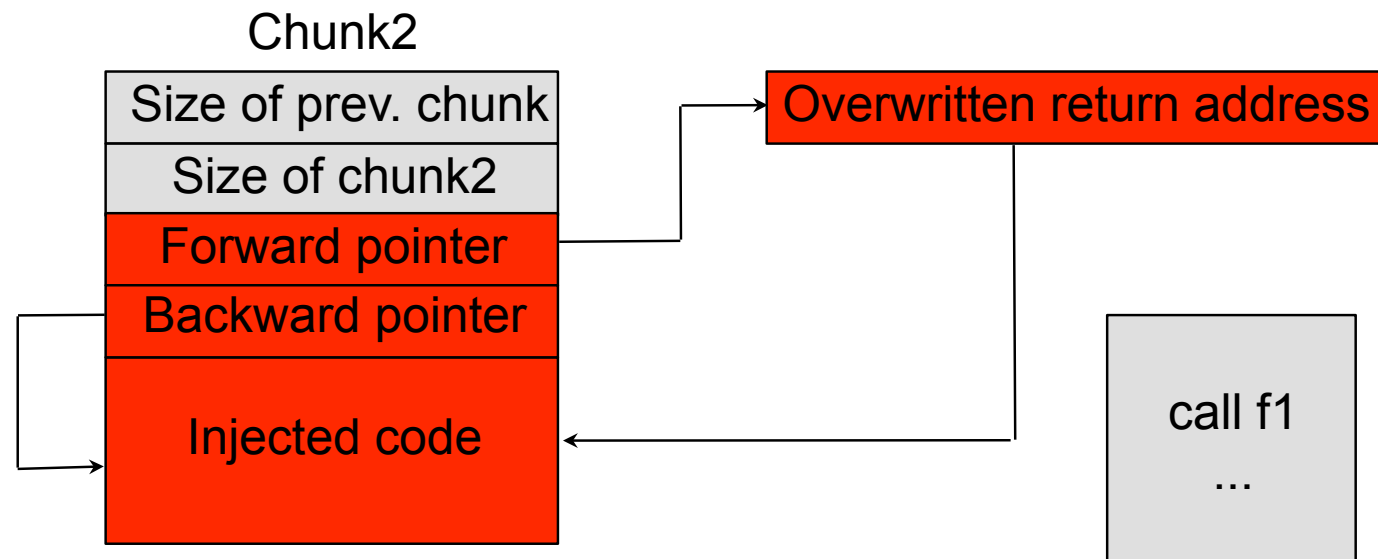 Chunk2
Size of prev. chunk
Overwritten return address
Size of chunk2
Forward pointer
Backward pointer
Injected code
call f1
...